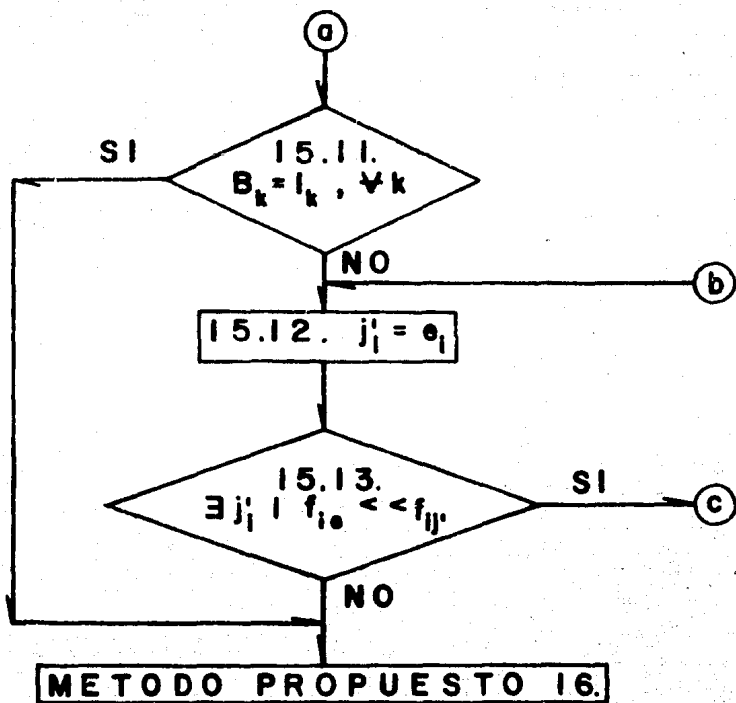 a
SI
15.11.
B_k = I_k , ∀ k
NO
b
15.12. j'_i = e_i
15.13.
∃ j'_i | f_ie << f_ij'
SI
c
NO
METODO PROPUESTO 16.